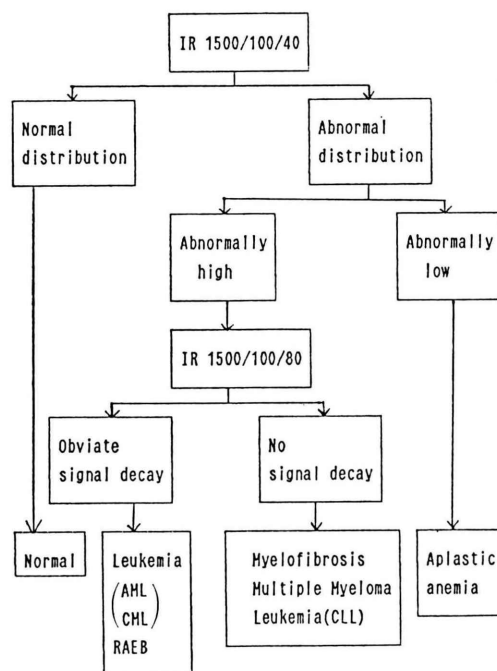 IR 1500/100/40
Normal
distribution
Abnormal
distribution
Abnormally
high
Abnormally
low
IR 1500/100/80
Obviate
signal decay
No
signal decay
Normal
Leukemia
(AML)
(CML)
RAEB
Myelofibrosis
Multiple Myeloma
Leukemia(CLL)
Aplastic
anemia